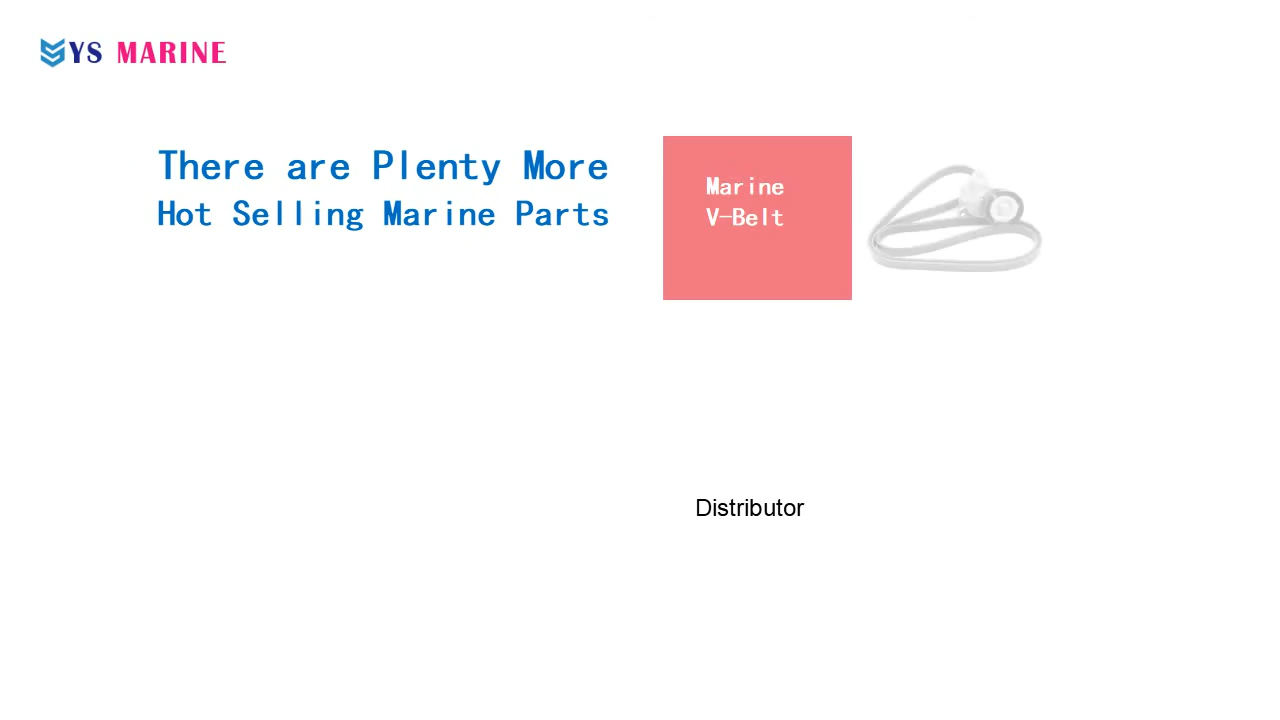 YS MARINE
There are Plenty More
Hot Selling Marine Parts
Marine
V-Belt
Distributor